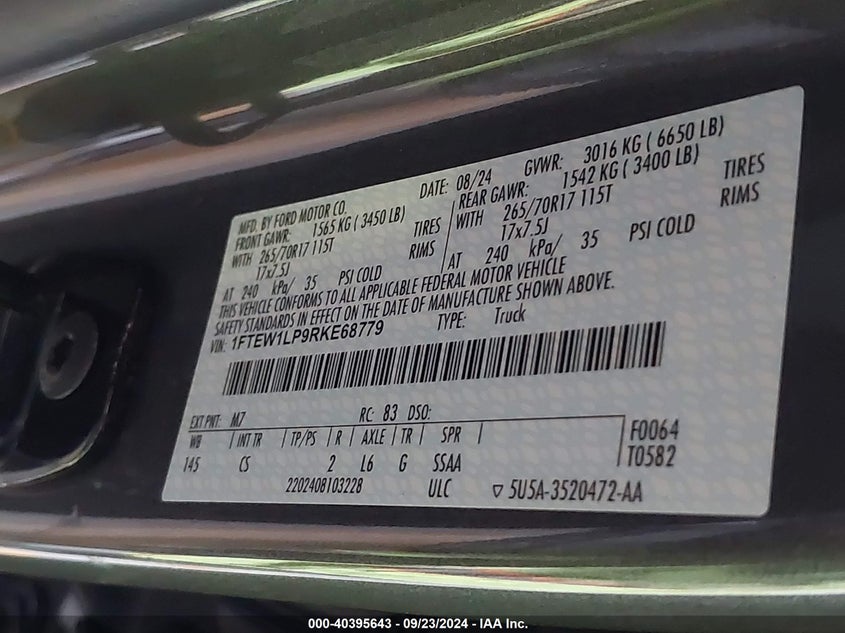 MFD. BY FORD MOTOR CO.
DATE: 08/24 GVWR: 3016 KG ( 6650 LB)
FRONT GAWR: 1565 KG ( 3450 LB) REAR GAWR: 1542 KG ( 3400 LB)
WITH 265/70R17 115T TIRES WITH 265/70R17 115T TIRES
17x7.5J RIMS 17x7.5J RIMS
AT 240 kPa/ 35 PSI COLD AT 240 kPa/ 35 PSI COLD
THIS VEHICLE CONFORMS TO ALL APPLICABLE FEDERAL MOTOR VEHICLE
SAFETY STANDARDS IN EFFECT ON THE DATE OF MANUFACTURE SHOWN ABOVE.
VIN: 1FTEW1LP9RKE68779 TYPE: Truck
EXT PNT: M7 RC: 83 DSO:
WB INT TR TP/PS R AXLE TR SPR F0064
145 CS 2 L6 G SSAA T0582
220240B103228 ULC ▽ 5U5A-3520472-AA
000-40395643 - 09/23/2024 - IAA Inc.